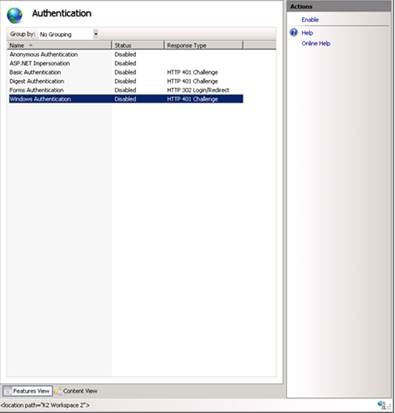 Authentication
Group by: No Grouping
Name Status Response Type
Anonymous Authentication Disabled
ASP.NET Impersonation Disabled
Basic Authentication Disabled HTTP 401 Challenge
Digest Authentication Disabled HTTP 401 Challenge
Forms Authentication Disabled HTTP 302 Login/Redirect
Windows Authentication Disabled HTTP 401 Challenge
Actions
Enable
Help
Online Help
Features View Content View
<location path="K2 Workspace 2">